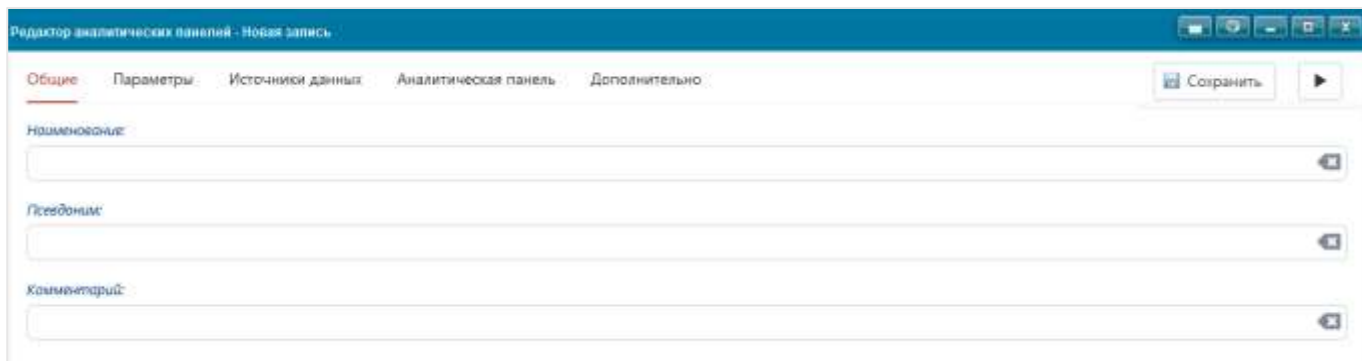 Редактор аналитических панелей - Новая запись
Общие Параметры Источники данных Аналитическая панель Дополнительно Сохранить
Наименование:
Псевдоним:
Комментарий: